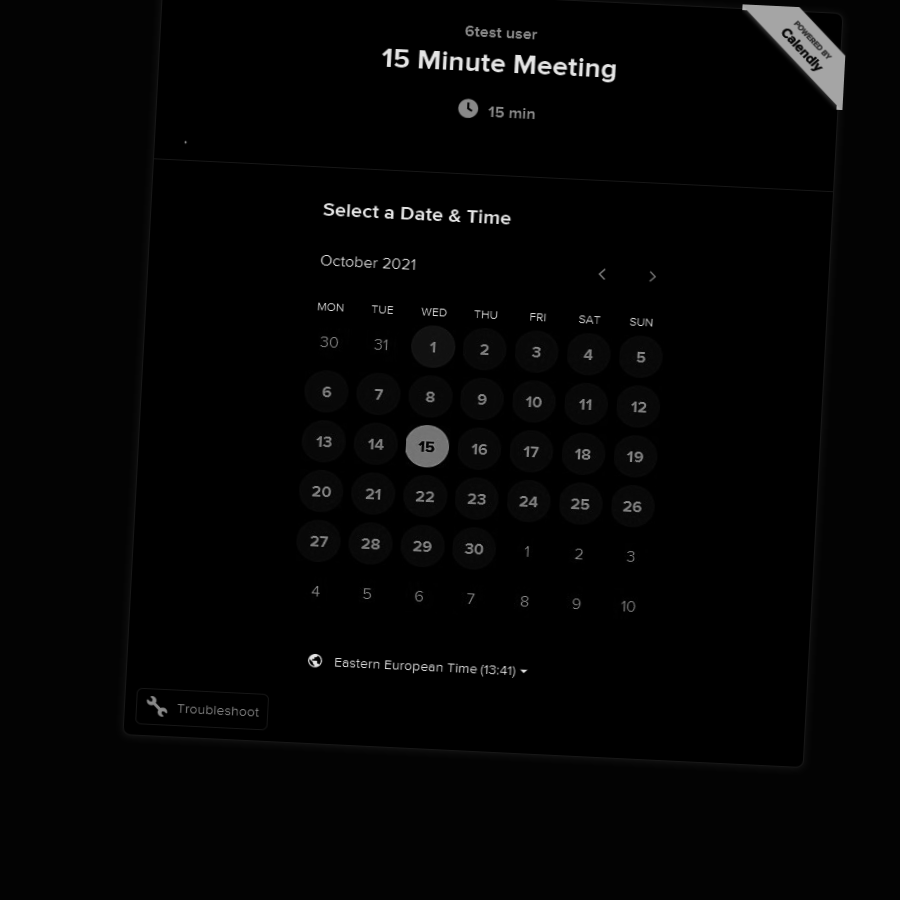 6test user
15 Minute Meeting
15 min
POWERED BY
Calendly
Select a Date & Time
October 2021
MON TUE WED THU FRI SAT SUN
30 31 1 2 3 4 5
6 7 8 9 10 11 12
13 14 15 16 17 18 19
20 21 22 23 24 25 26
27 28 29 30 1 2 3
4 5 6 7 8 9 10
Eastern European Time (13:41)
Troubleshoot